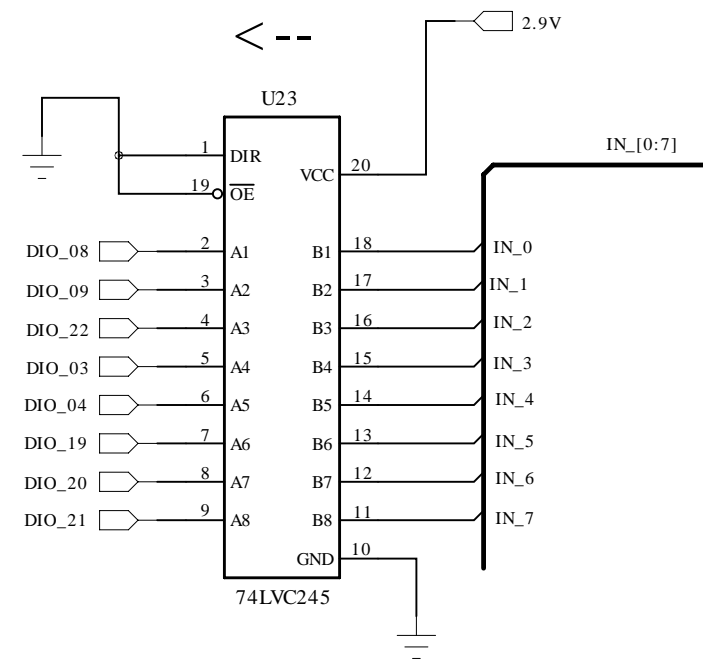 < --
2.9V
U23
IN_[0:7]
1 DIR
VCC 20
19 OE
DIO_08 2 A1 B1 18 IN_0
DIO_09 3 A2 B2 17 IN_1
DIO_22 4 A3 B3 16 IN_2
DIO_03 5 A4 B4 15 IN_3
DIO_04 6 A5 B5 14 IN_4
DIO_19 7 A6 B6 13 IN_5
DIO_20 8 A7 B7 12 IN_6
DIO_21 9 A8 B8 11 IN_7
GND 10
74LVC245